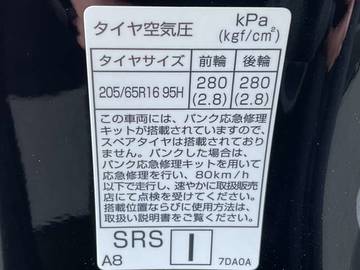 タイヤ空気圧 kPa
(kgf/cm²)
タイヤサイズ 前輪 後輪
205/65R16 95H 280 280
(2.8) (2.8)
この車両には、パンク応急修理
キットが搭載されていますので、
スペアタイヤは搭載されており
ません。パンクした場合は、
パンク応急修理キットを用いて
応急修理を行い、80km/h
以下で走行し、速やかに取扱販売
店にて点検を受けてください。
搭載位置ならびに使用方法は、
取扱い説明書をご覧ください。
SRS I
A8 7DA0A